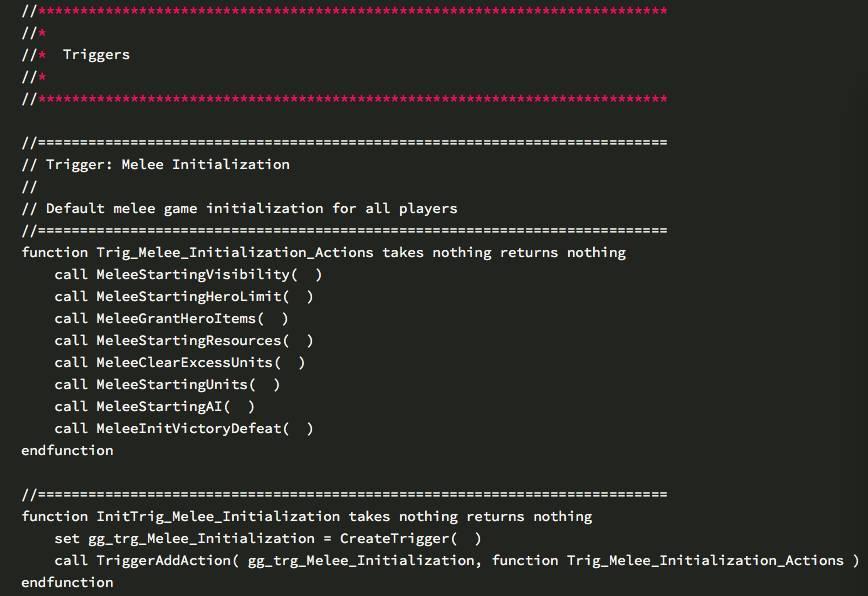 //***************************************************************************
//*
//*  Triggers
//*
//***************************************************************************
//===========================================================================
// Trigger: Melee Initialization
//
// Default melee game initialization for all players
//===========================================================================
function Trig_Melee_Initialization_Actions takes nothing returns nothing
    call MeleeStartingVisibility(  )
    call MeleeStartingHeroLimit(  )
    call MeleeGrantHeroItems(  )
    call MeleeStartingResources(  )
    call MeleeClearExcessUnits(  )
    call MeleeStartingUnits(  )
    call MeleeStartingAI(  )
    call MeleeInitVictoryDefeat(  )
endfunction
//===========================================================================
function InitTrig_Melee_Initialization takes nothing returns nothing
    set gg_trg_Melee_Initialization = CreateTrigger(  )
    call TriggerAddAction( gg_trg_Melee_Initialization, function Trig_Melee_Initialization_Actions )
endfunction